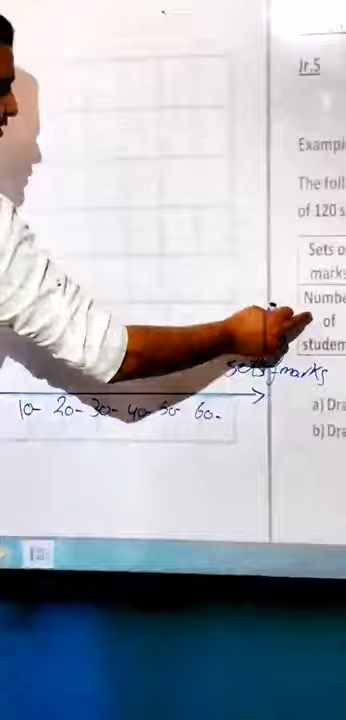 Jr.5
Exampl
The foll
of 120 s
Sets o
marks
Numbe
of
studen
sets of marks
10- 20- 30- 40- 50- 60-
a) Dra
b) Dra